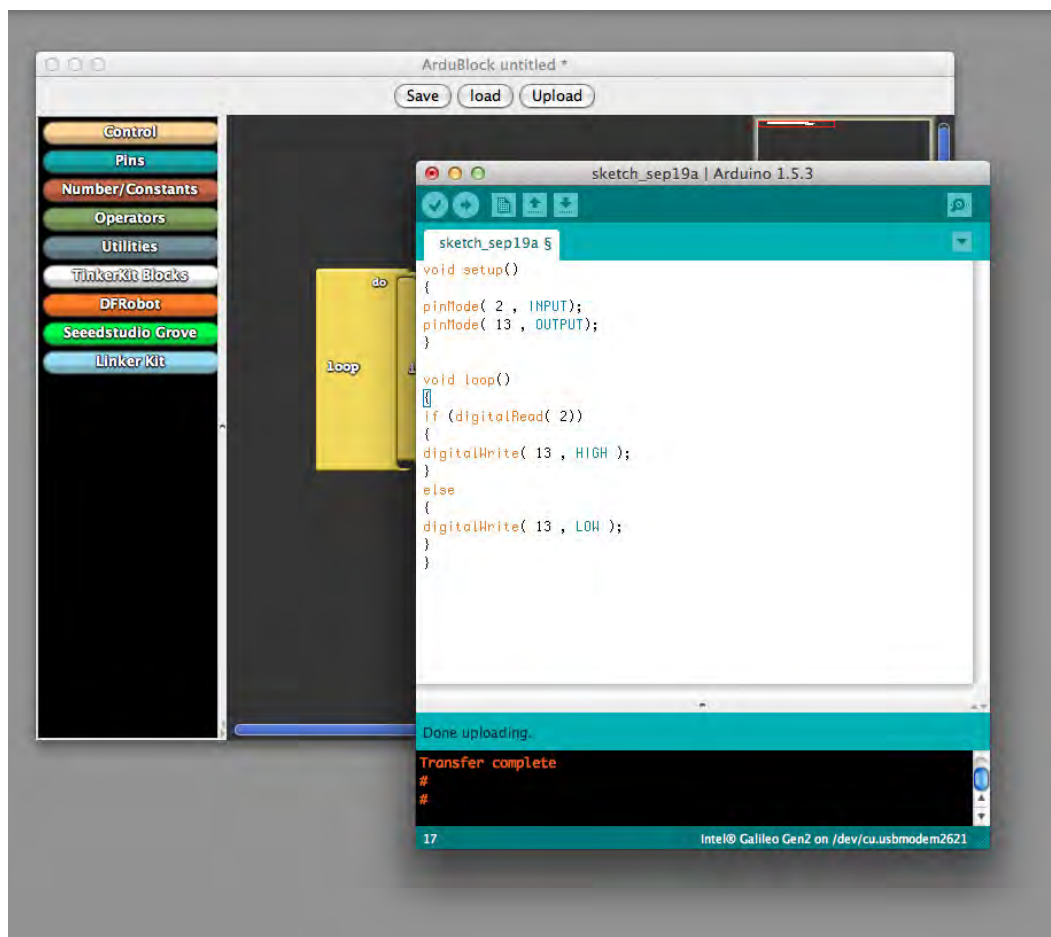 ArduBlock untitled *
Save load Upload
Control
Pins
Number/Constants
Operators
Utilities
TinkerKit Blocks
DFRobot
Seeedstudio Grove
Linker Kit
do
loop
sketch_sep19a | Arduino 1.5.3
sketch_sep19a §
void setup()
{
pinMode( 2 , INPUT);
pinMode( 13 , OUTPUT);
}
void loop()
{
if (digitalRead( 2))
{
digitalWrite( 13 , HIGH );
}
else
{
digitalWrite( 13 , LOW );
}
}
Done uploading.
Transfer complete
#
#
17 Intel® Galileo Gen2 on /dev/cu.usbmodem2621